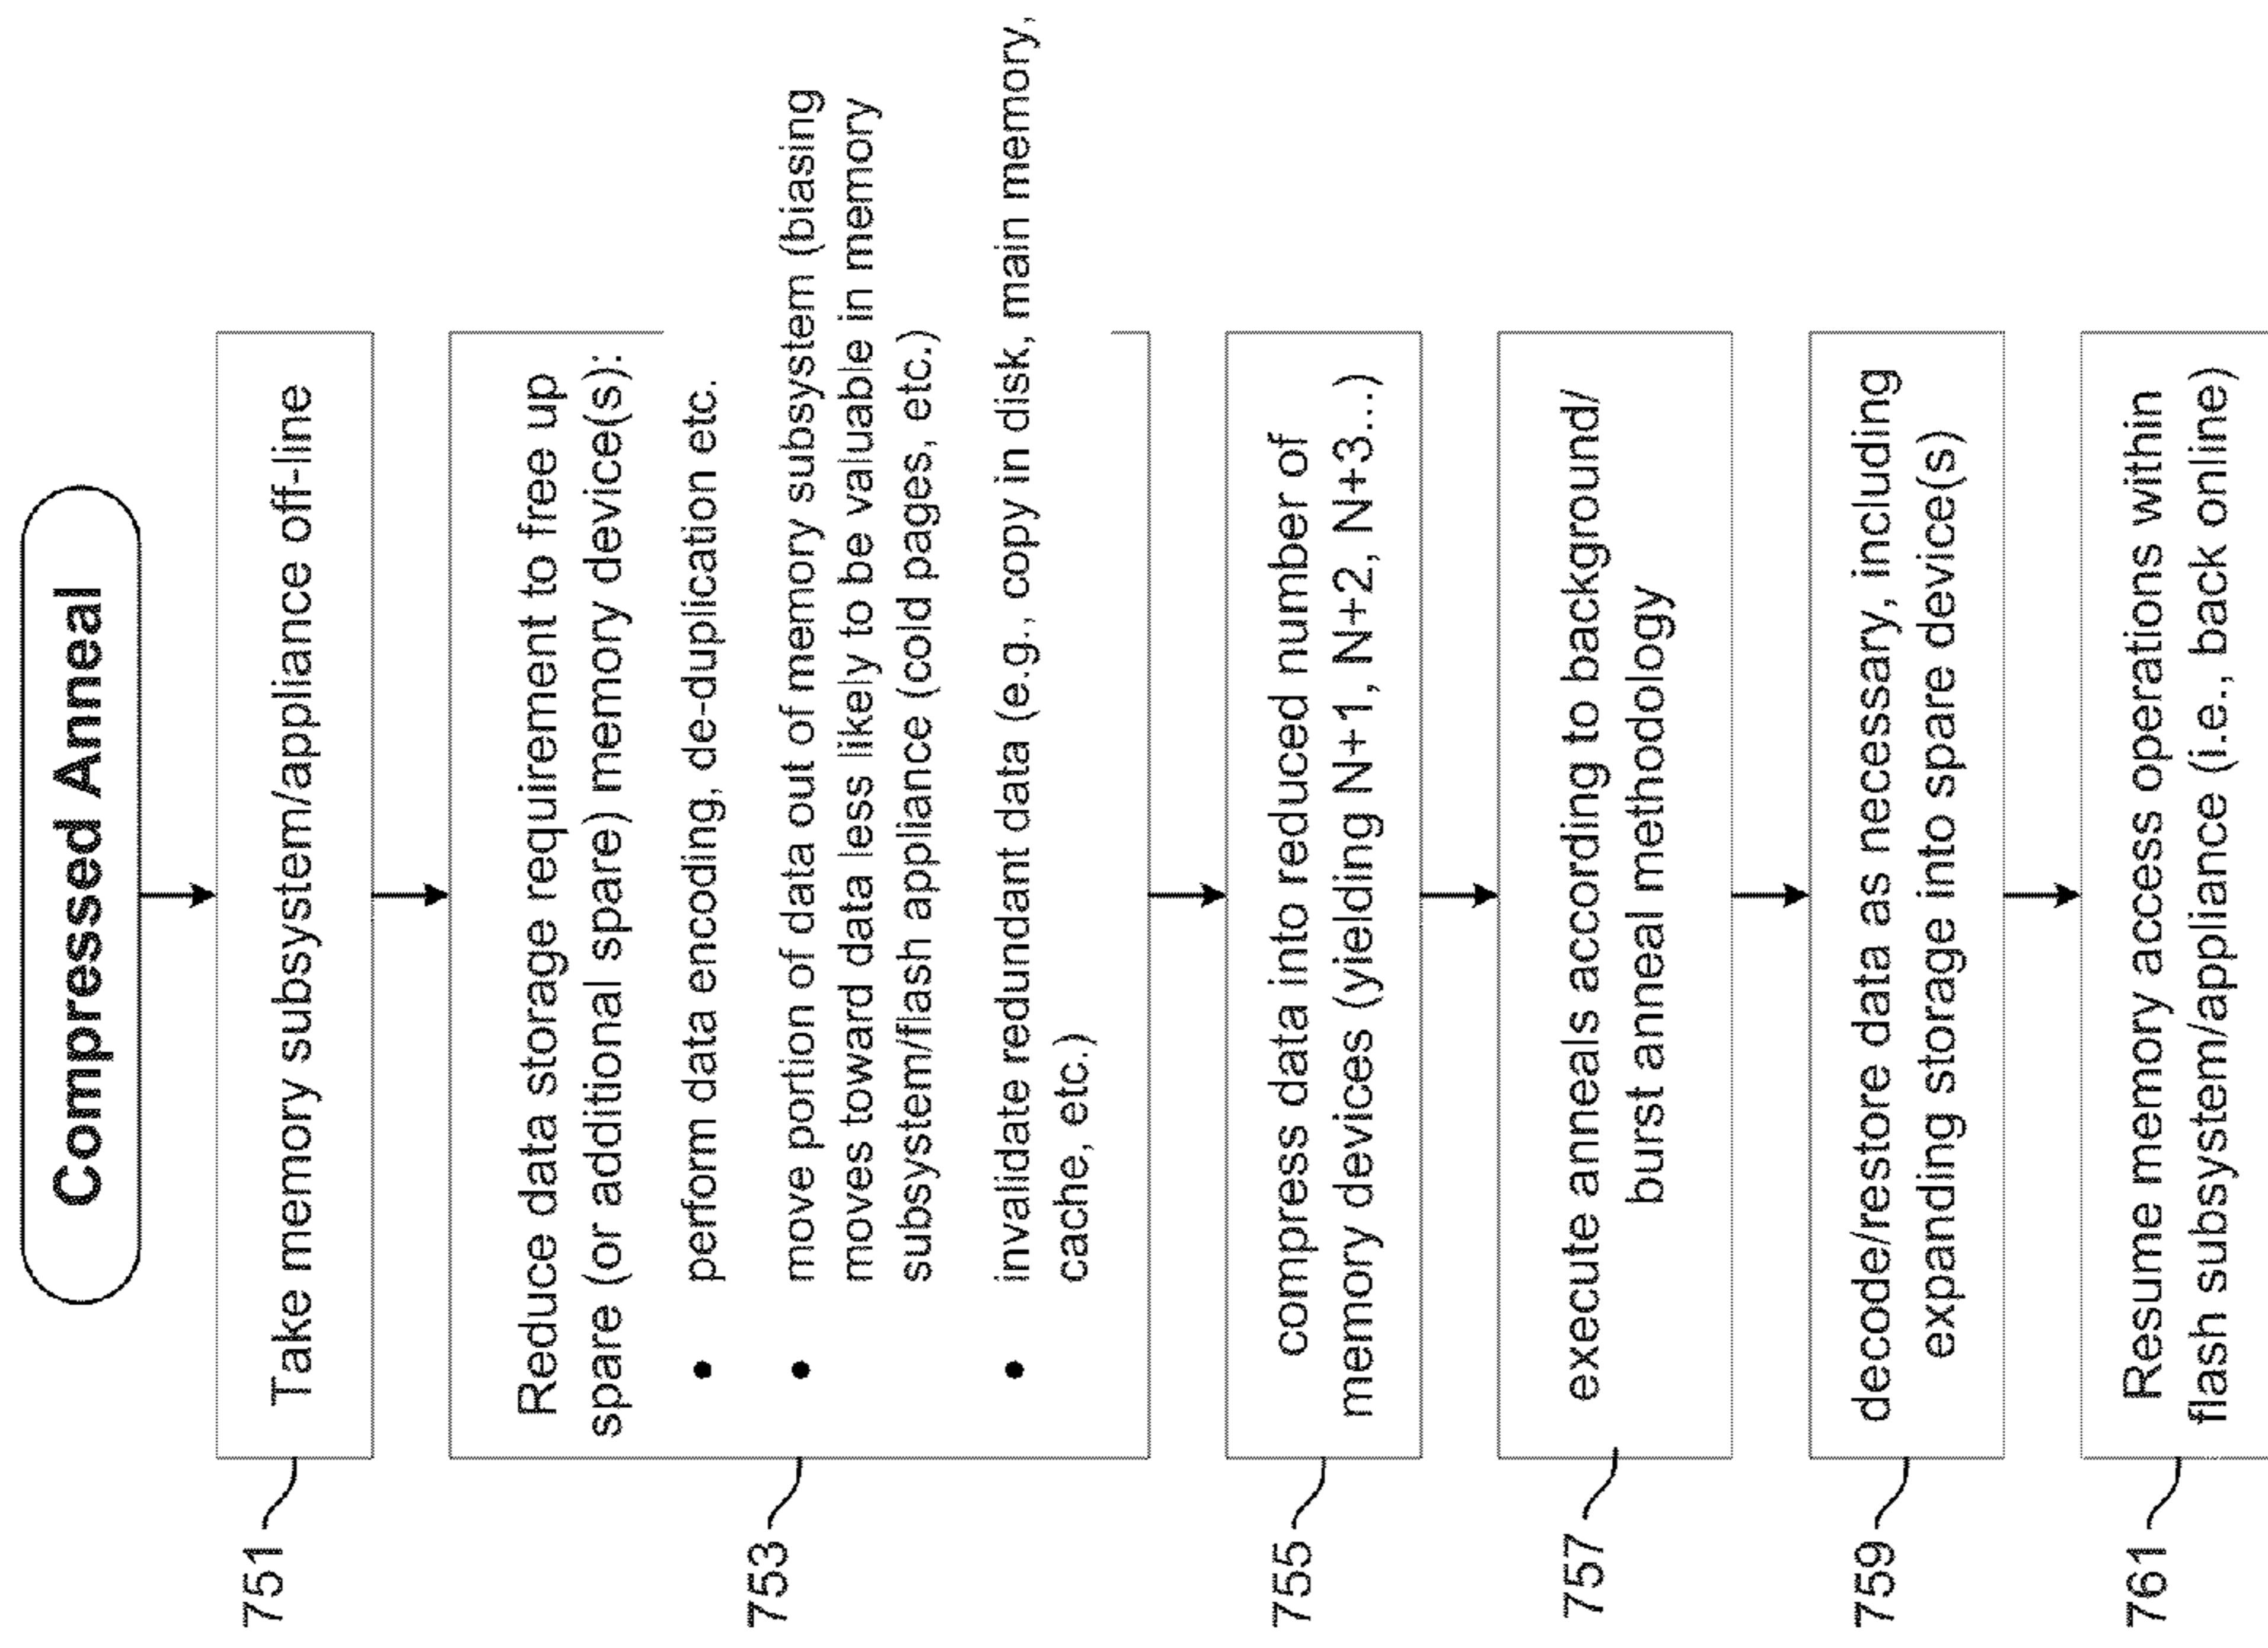 Compressed Anneal
751
Take memory subsystem/appliance off-line
753
Reduce data storage requirement to free up
spare (or additional spare) memory device(s):
• perform data encoding, de-duplication etc.
• move portion of data out of memory subsystem (biasing
moves toward data less likely to be valuable in memory
subsystem/flash appliance (cold pages, etc.)
• invalidate redundant data (e.g., copy in disk, main memory,
cache, etc.)
755
compress data into reduced number of
memory devices (yielding N+1, N+2, N+3...)
757
execute anneals according to background/
burst anneal methodology
759
decode/restore data as necessary, including
expanding storage into spare device(s)
761
Resume memory access operations within
flash subsystem/appliance (i.e., back online)